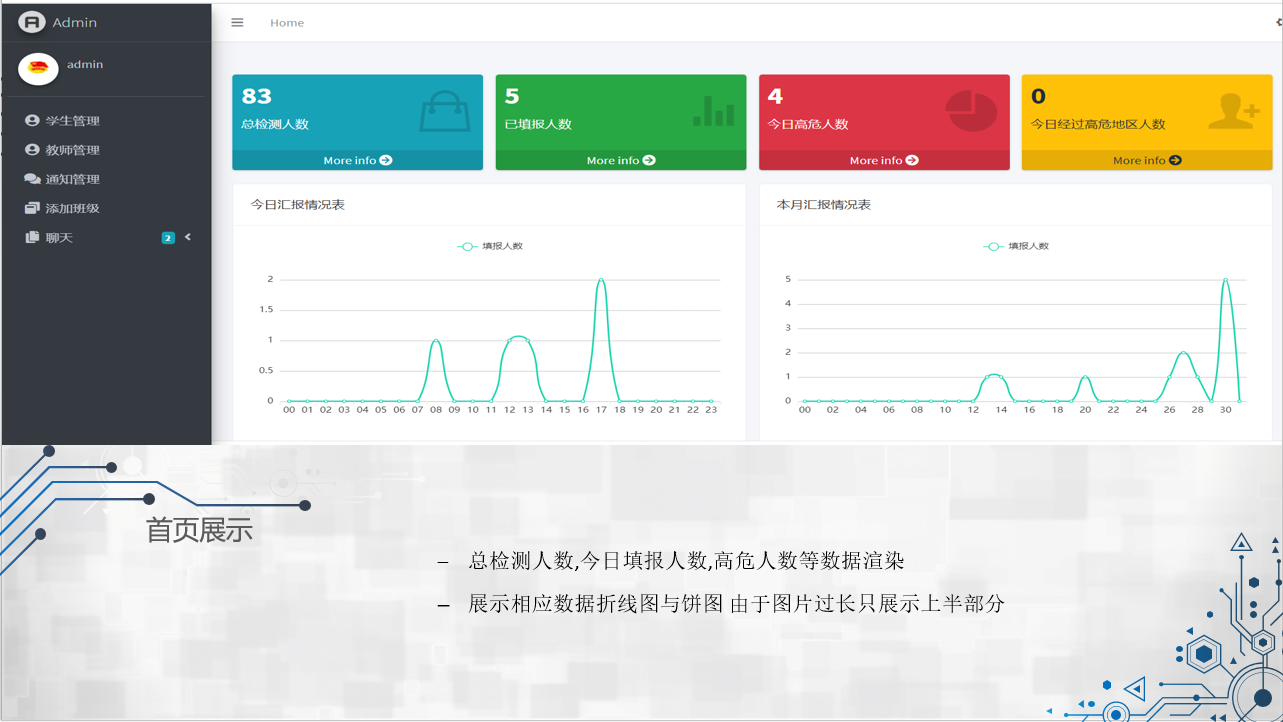 Admin
Home
admin
学生管理
教师管理
通知管理
添加班级
聊天 2
83
总检测人数
More info
5
已填报人数
More info
4
今日高危人数
More info
0
今日经过高危地区人数
More info
今日汇报情况表
填报人数
2
1.5
1
0.5
0
00 01 02 03 04 05 06 07 08 09 10 11 12 13 14 15 16 17 18 19 20 21 22 23
本月汇报情况表
填报人数
5
4
3
2
1
0
00 02 04 06 08 10 12 14 16 18 20 22 24 26 28 30
首页展示
– 总检测人数,今日填报人数,高危人数等数据渲染
– 展示相应数据折线图与饼图 由于图片过长只展示上半部分